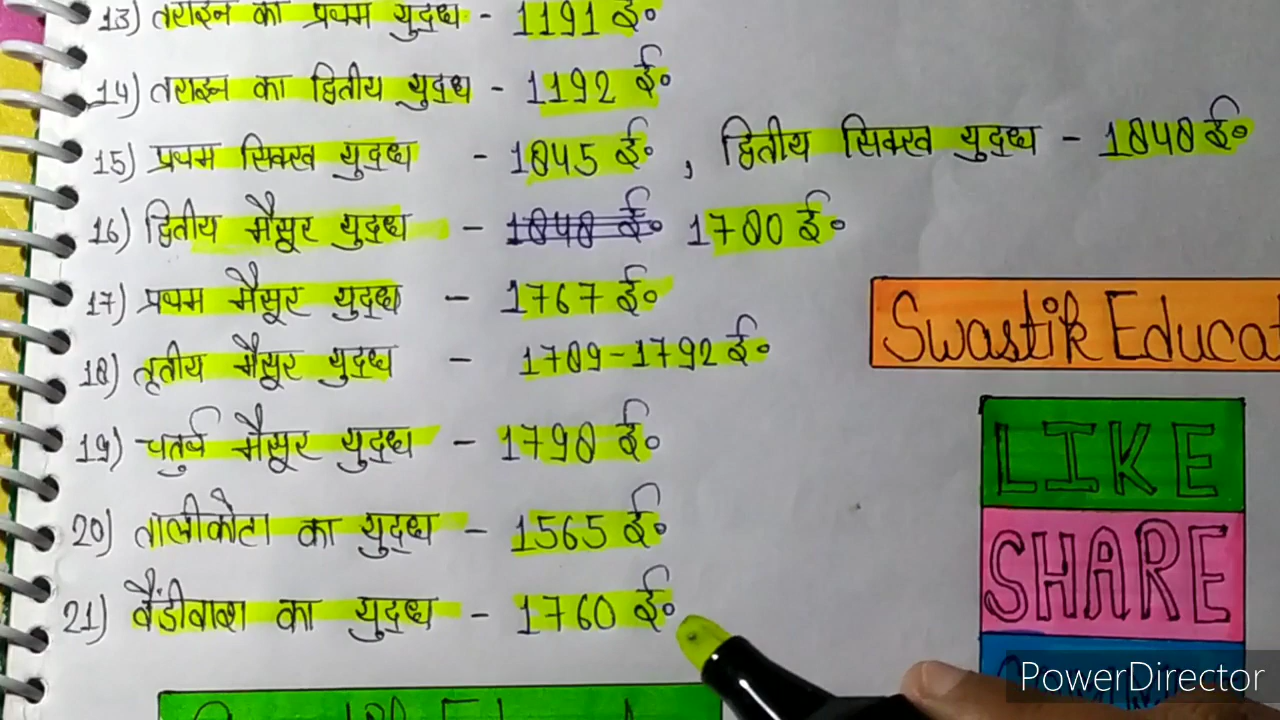 13) तराइन का प्रथम युद्ध - 1191 ई०
14) तराइन का द्वितीय युद्ध - 1192 ई०
15) प्रथम सिक्ख युद्ध - 1845 ई० , द्वितीय सिक्ख युद्ध - 1848 ई०
16) द्वितीय मैसूर युद्ध - 1848 ई० 1780 ई०
17) प्रथम मैसूर युद्ध - 1767 ई०
Swastik Educat
18) तृतीय मैसूर युद्ध - 1789-1792 ई०
19) चतुर्थ मैसूर युद्ध - 1798 ई०
LIKE
20) तालीकोटा का युद्ध - 1565 ई०
SHARE
21) वैंडीवाश का युद्ध - 1760 ई०
PowerDirector